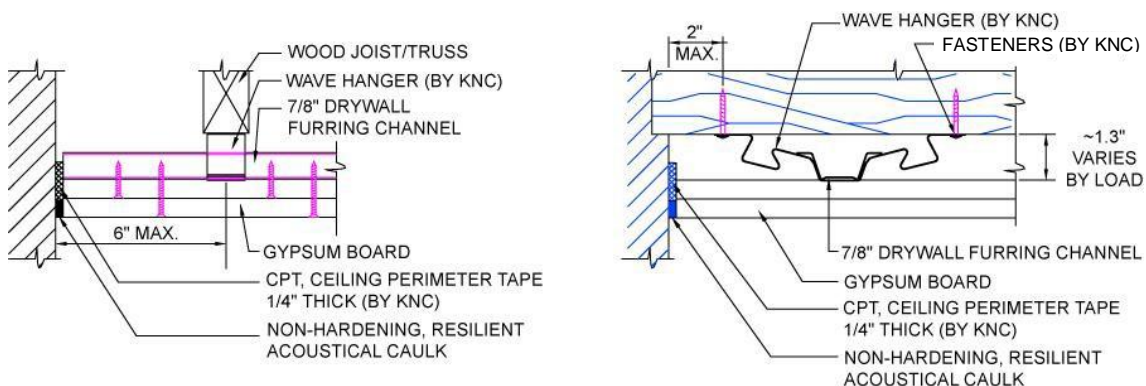 WOOD JOIST/TRUSS
WAVE HANGER (BY KNC)
7/8" DRYWALL
FURRING CHANNEL
6" MAX.
GYPSUM BOARD
CPT, CEILING PERIMETER TAPE
1/4" THICK (BY KNC)
NON-HARDENING, RESILIENT
ACOUSTICAL CAULK
WAVE HANGER (BY KNC)
2"
MAX.
FASTENERS (BY KNC)
~1.3"
VARIES
BY LOAD
7/8" DRYWALL FURRING CHANNEL
GYPSUM BOARD
CPT, CEILING PERIMETER TAPE
1/4" THICK (BY KNC)
NON-HARDENING, RESILIENT
ACOUSTICAL CAULK